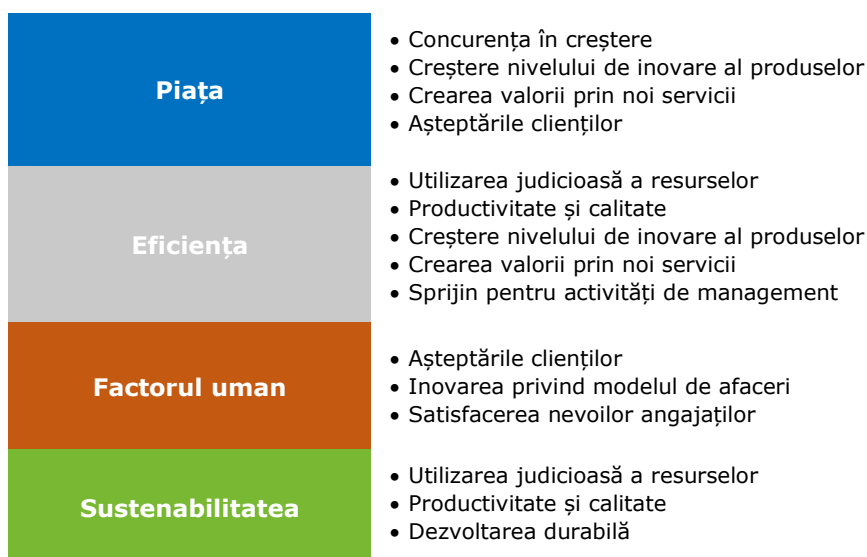 Piața
• Concurența în creștere
• Creștere nivelului de inovare al produselor
• Crearea valorii prin noi servicii
• Așteptările clienților
Eficiența
• Utilizarea judicioasă a resurselor
• Productivitate și calitate
• Creștere nivelului de inovare al produselor
• Crearea valorii prin noi servicii
• Sprijin pentru activități de management
Factorul uman
• Așteptările clienților
• Inovarea privind modelul de afaceri
• Satisfacerea nevoilor angajaților
Sustenabilitatea
• Utilizarea judicioasă a resurselor
• Productivitate și calitate
• Dezvoltarea durabilă